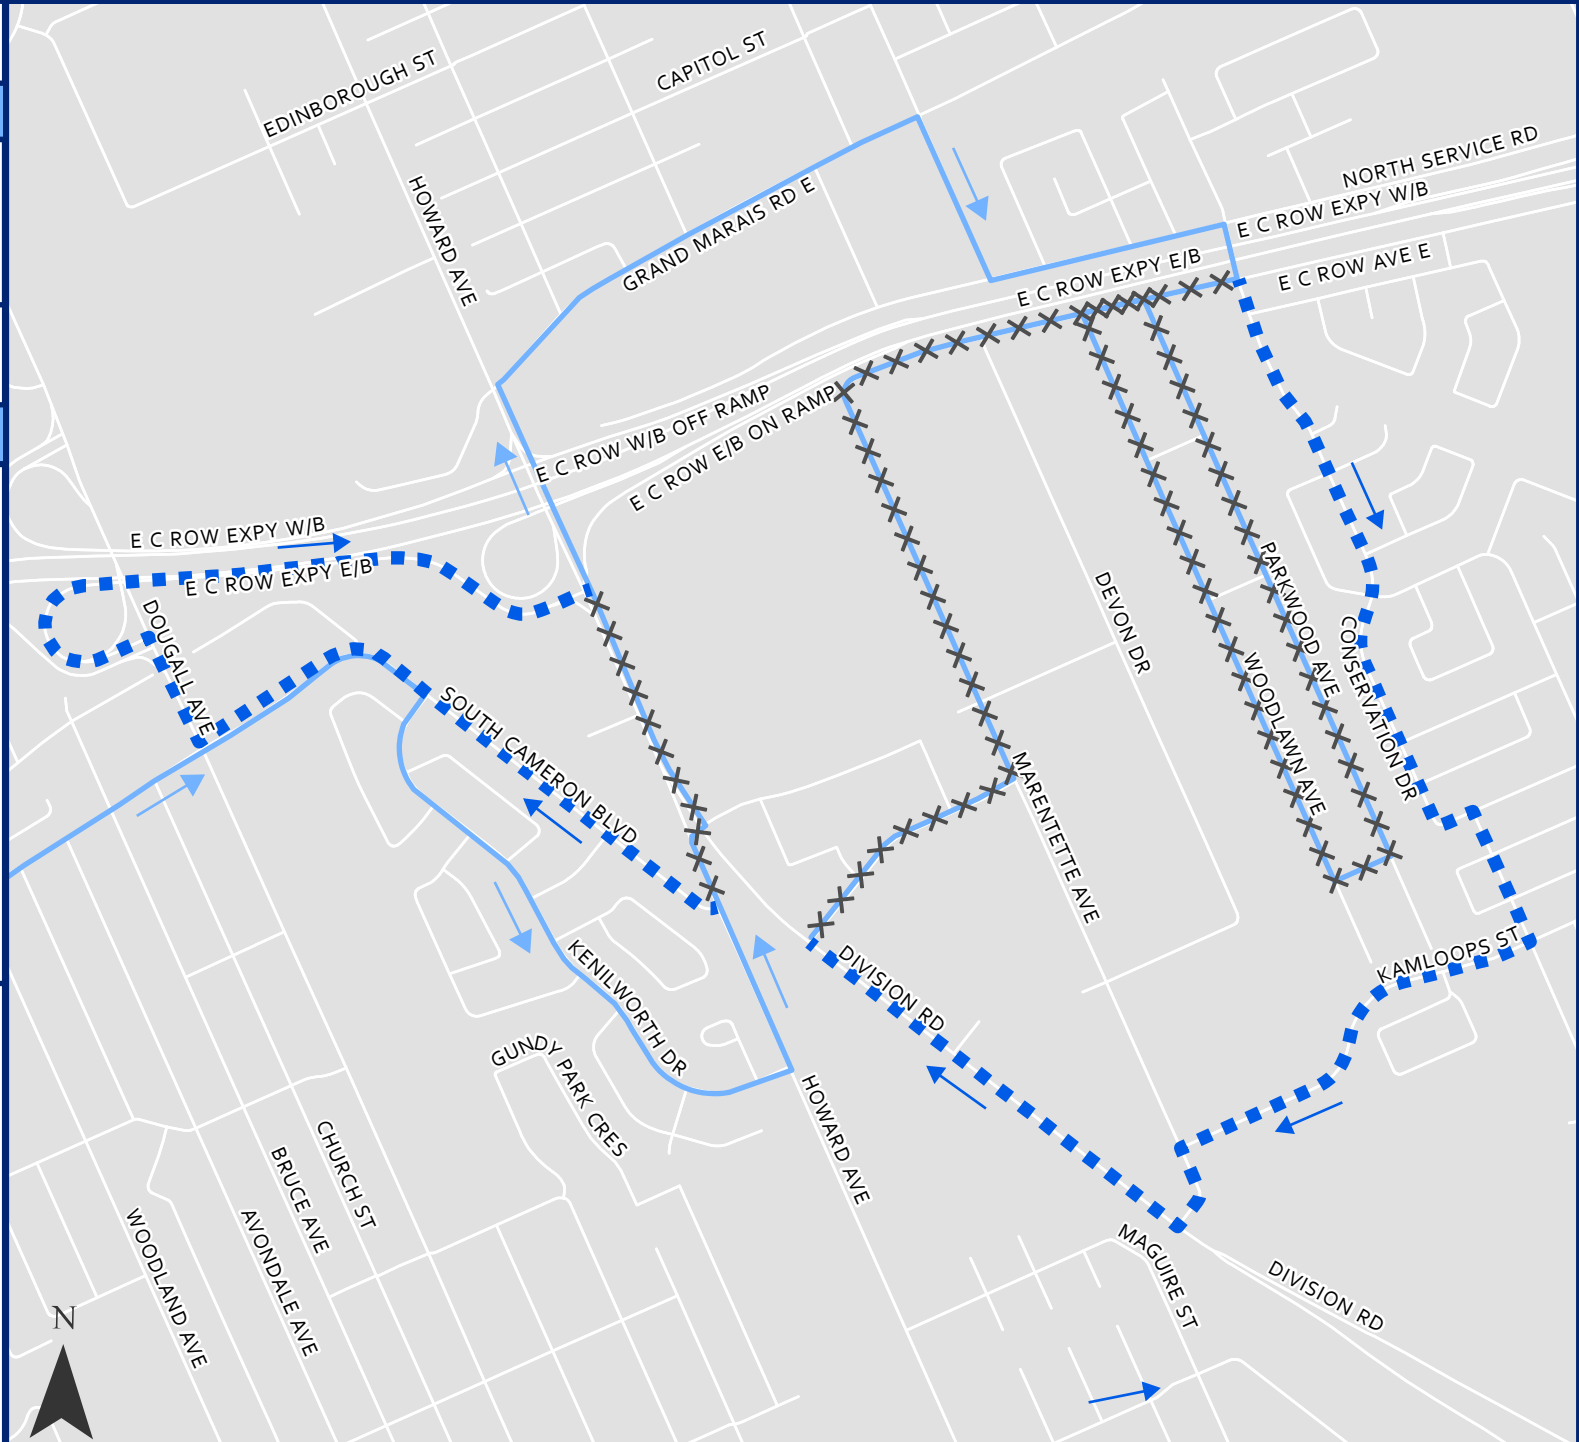 EDINBOROUGH ST
CAPITOL ST
NORTH SERVICE RD
HOWARD AVE
GRAND MARAIS RD E
E C ROW EXPY W/B
E C ROW EXPY E/B
E C ROW AVE E
E C ROW W/B OFF RAMP
E C ROW E/B ON RAMP
E C ROW EXPY W/B
E C ROW EXPY E/B
DOUGALL AVE
DEVON DR
PARKWOOD AVE
CONSERVATION DR
WOODLAWN AVE
SOUTH CAMERON BLVD
MARENTETTE AVE
KENILWORTH DR
DIVISION RD
KAMLOOPS ST
GUNDY PARK CRES
HOWARD AVE
CHURCH ST
BRUCE AVE
AVONDALE AVE
WOODLAND AVE
MAGUIRE ST
DIVISION RD
N